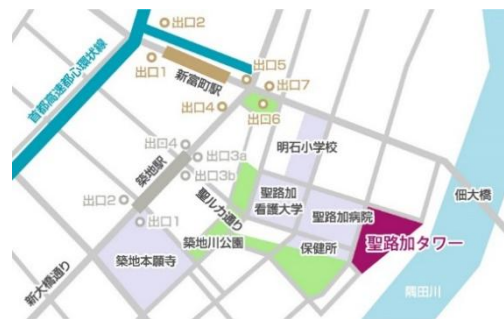 出口2
首都高速都心環状線
出口1
新富町駅
出口5
出口7
出口4
出口6
出口4
出口3a
出口3b
築地駅
明石小学校
出口2
出口1
聖ルカ通り
聖路加
看護大学
聖路加病院
佃大橋
築地川公園
保健所
聖路加タワー
築地本願寺
新大橋通り
隅田川